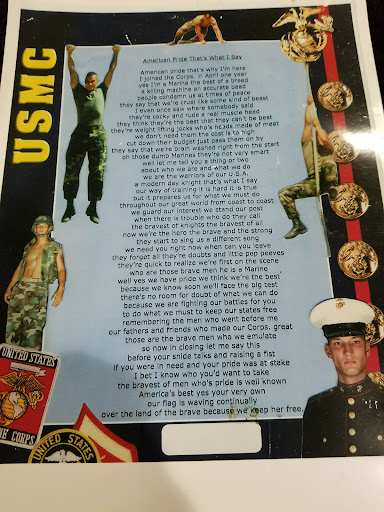 USMC
American Pride That's What I Say
American pride that's why I'm here
I joined the Corps. in April one year
yes I'm a Marine the best of a breed
a killing machine an accurate bead
people condemn us at times of peace
they say that we're cruel like some kind of beast
I even once saw where somebody said
they're cocky and rude a real muscle head
they think they're the best that they can't be beat
they're weight lifting jocks who's heads made of meat
we don't need them the cost is to high
cut down their budget just pass them on by
they say that we're brain washed right from the start
oh those dumb Marines they're not very smart
well let me tell you a thing or two
about who we are and what we do
we are the warriors of our U.S.A.
a modern day knight that's what I say
our way of training it is hard it is true
but it prepares us for what we must do
throughout our great world from coast to coast
we guard our interest we stand our post
when there is trouble who do they call
the bravest of knights the bravest of all
now we're the hero the brave and the strong
they start to sing us a different song
we need you right now when can you leave
they forget all they're doubts and little pep peeves
they're quick to realize we're first on the scene
who are those brave men he is a Marine
well yes we have pride we think we're the best
because we know soon we'll face the big test
there's no room for doubt of what we can do
because we are fighting our battles for you
to do what we must to keep our states free
remembering the men who went before me
our fathers and friends who made our Corps. great
those are the brave men who we emulate
so now in closing let me say this
before your snide talks and raising a fist
If you were in need and your pride was at stake
I bet I know who you'd want to take
the bravest of men who's pride is well known
America's best yes your very own
our flag is waving continually
over the land of the brave because we keep her free.
UNITED STATES
NE CORPS
UNITED STATES